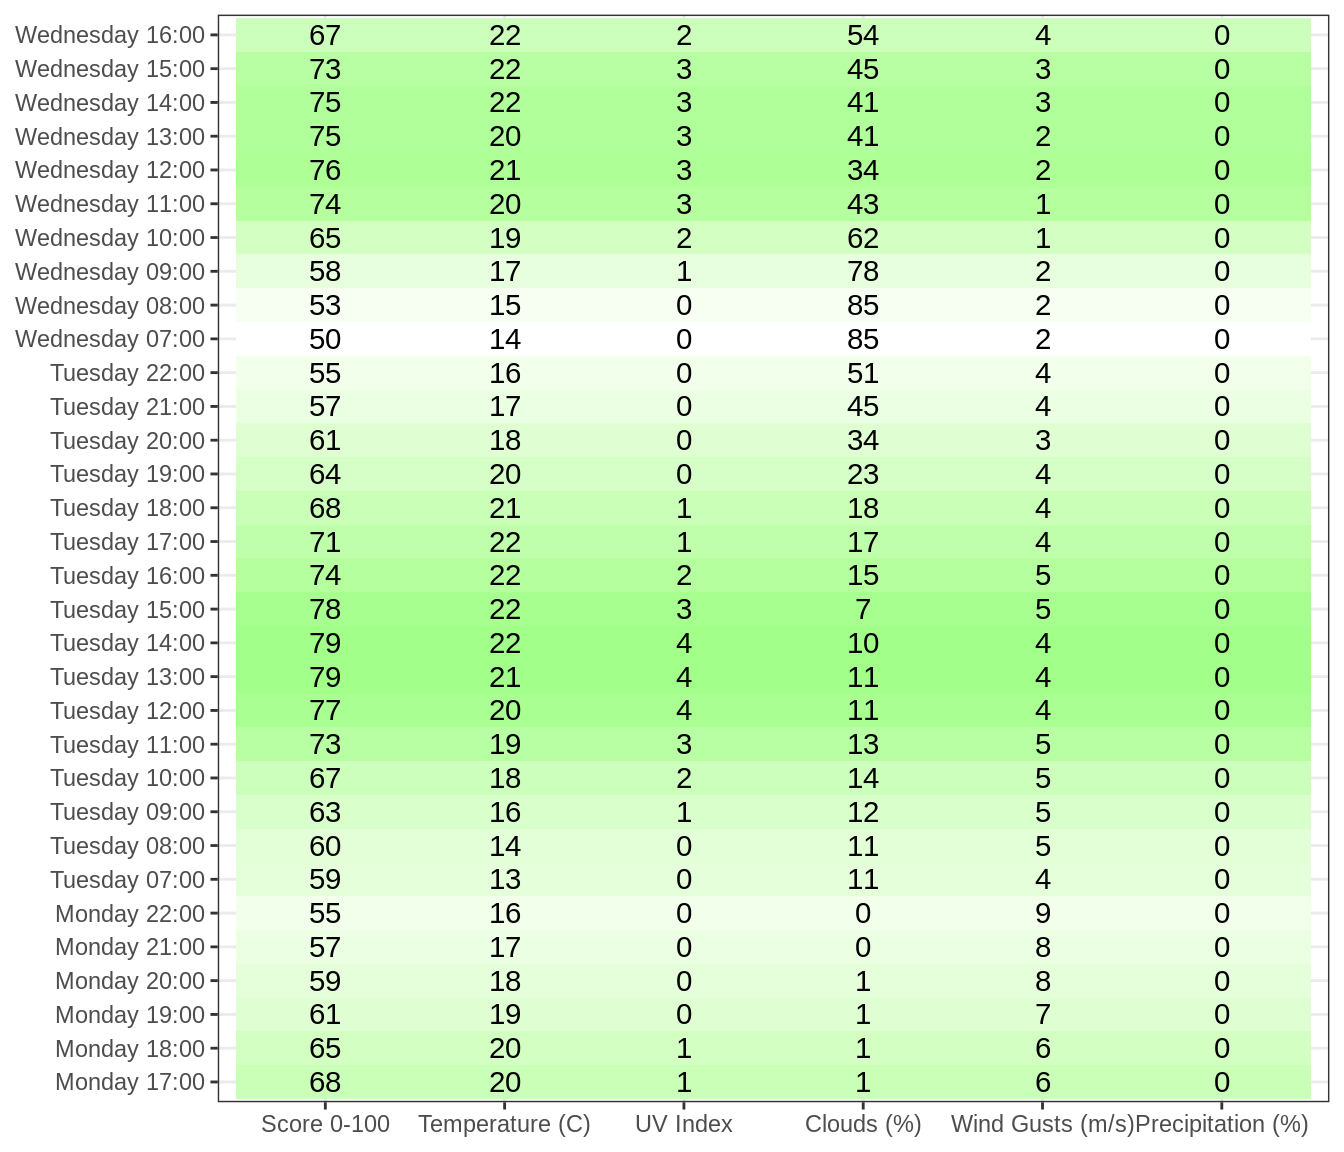 Wednesday 16:00 67 22 2 54 4 0
Wednesday 15:00 73 22 3 45 3 0
Wednesday 14:00 75 22 3 41 3 0
Wednesday 13:00 75 20 3 41 2 0
Wednesday 12:00 76 21 3 34 2 0
Wednesday 11:00 74 20 3 43 1 0
Wednesday 10:00 65 19 2 62 1 0
Wednesday 09:00 58 17 1 78 2 0
Wednesday 08:00 53 15 0 85 2 0
Wednesday 07:00 50 14 0 85 2 0
Tuesday 22:00 55 16 0 51 4 0
Tuesday 21:00 57 17 0 45 4 0
Tuesday 20:00 61 18 0 34 3 0
Tuesday 19:00 64 20 0 23 4 0
Tuesday 18:00 68 21 1 18 4 0
Tuesday 17:00 71 22 1 17 4 0
Tuesday 16:00 74 22 2 15 5 0
Tuesday 15:00 78 22 3 7 5 0
Tuesday 14:00 79 22 4 10 4 0
Tuesday 13:00 79 21 4 11 4 0
Tuesday 12:00 77 20 4 11 4 0
Tuesday 11:00 73 19 3 13 5 0
Tuesday 10:00 67 18 2 14 5 0
Tuesday 09:00 63 16 1 12 5 0
Tuesday 08:00 60 14 0 11 5 0
Tuesday 07:00 59 13 0 11 4 0
Monday 22:00 55 16 0 0 9 0
Monday 21:00 57 17 0 0 8 0
Monday 20:00 59 18 0 1 8 0
Monday 19:00 61 19 0 1 7 0
Monday 18:00 65 20 1 1 6 0
Monday 17:00 68 20 1 1 6 0
Score 0-100 Temperature (C) UV Index Clouds (%) Wind Gusts (m/s) Precipitation (%)